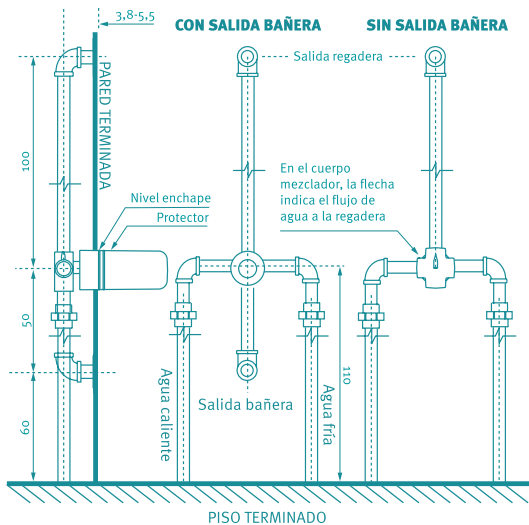 3,8-5,5
CON SALIDA BAÑERA
SIN SALIDA BAÑERA
Salida regadera
PARED TERMINADA
100
En el cuerpo
mezclador, la flecha
indica el flujo de
agua a la regadera
Nivel enchape
Protector
50
60
Agua caliente
Salida bañera
Agua fría
110
PISO TERMINADO